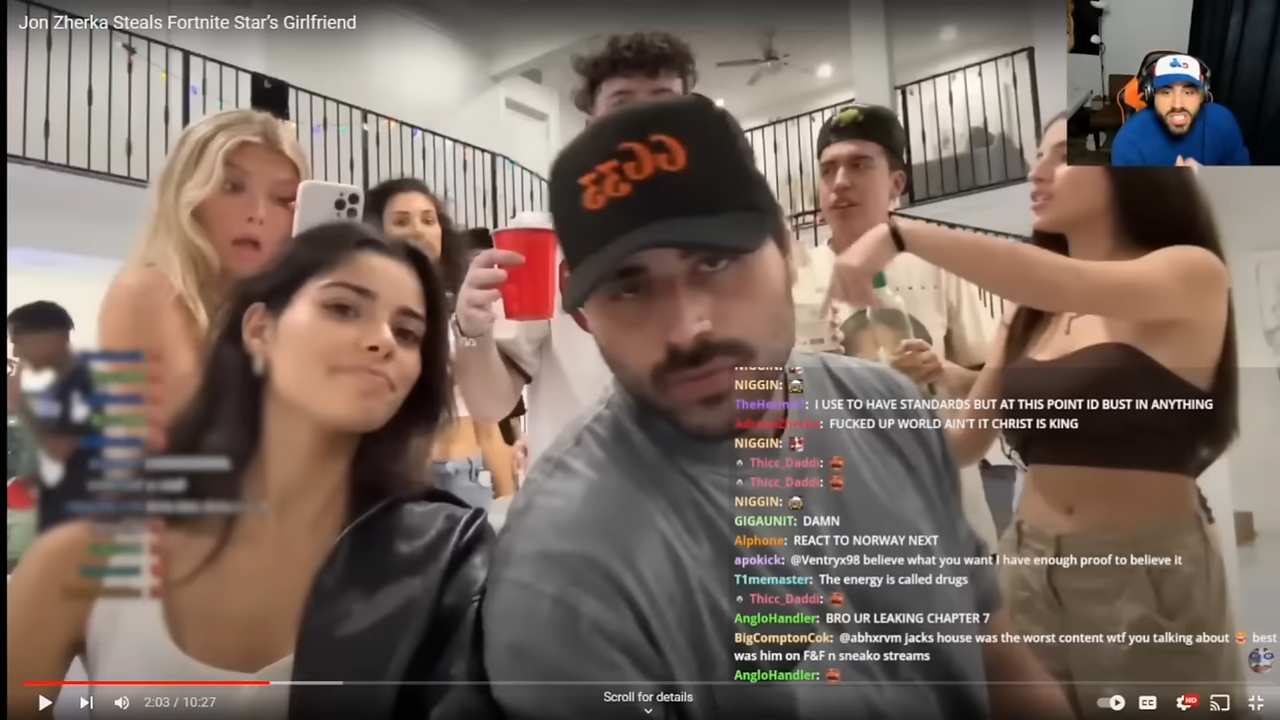 Jon Zherka Steals Fortnite Star's Girlfriend
NIGGIN:
NIGGIN:
I USE TO HAVE STANDARDS BUT AT THIS POINT ID BUST IN ANYTHING
FUCKED UP WORLD AIN'T IT CHRIST IS KING
NIGGIN:
Thicc_Daddi:
Thicc_Daddi:
NIGGIN:
GIGAUNIT: DAMN
Alphone: REACT TO NORWAY NEXT
apokick: @Ventryx98 believe what you want I have enough proof to believe it
T1memaster: The energy is called drugs
Thicc_Daddi:
AngloHandler: BRO UR LEAKING CHAPTER 7
BigComptonCok: @abhxrvm jacks house was the worst content wtf you talking about best
was him on F&F n sneako streams
AngloHandler:
2:03 / 10:27
Scroll for details
CC
HD